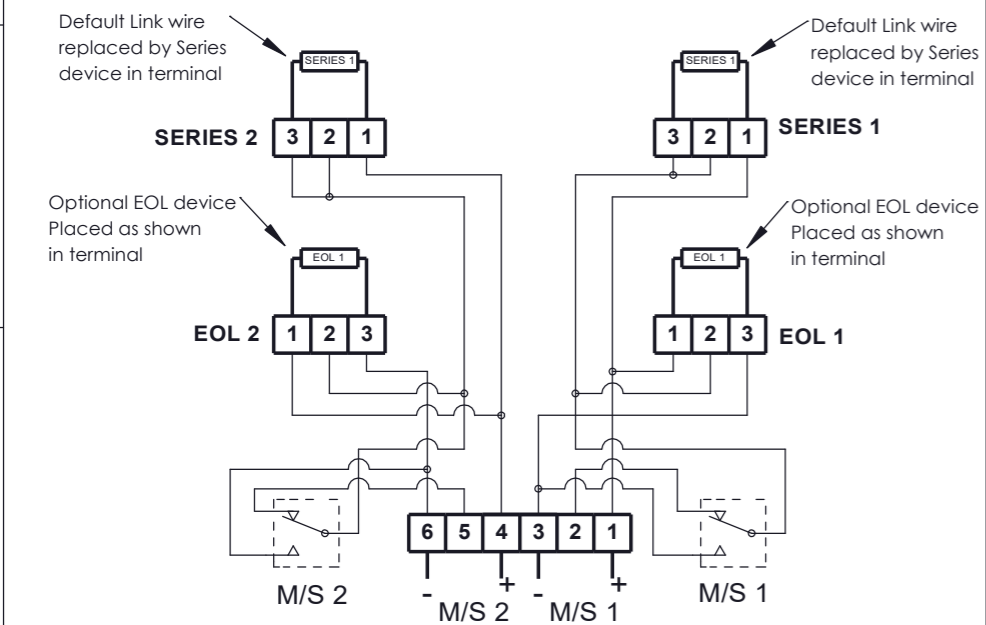 Default Link wire
replaced by Series
device in terminal
Default Link wire
replaced by Series
device in terminal
SERIES 1
SERIES 1
SERIES 2
3 2 1
3 2 1
SERIES 1
Optional EOL device
Placed as shown
in terminal
Optional EOL device
Placed as shown
in terminal
EOL 1
EOL 1
EOL 2
1 2 3
1 2 3
EOL 1
6 5 4 3 2 1
M/S 2
- + - +
M/S 2 M/S 1
M/S 1